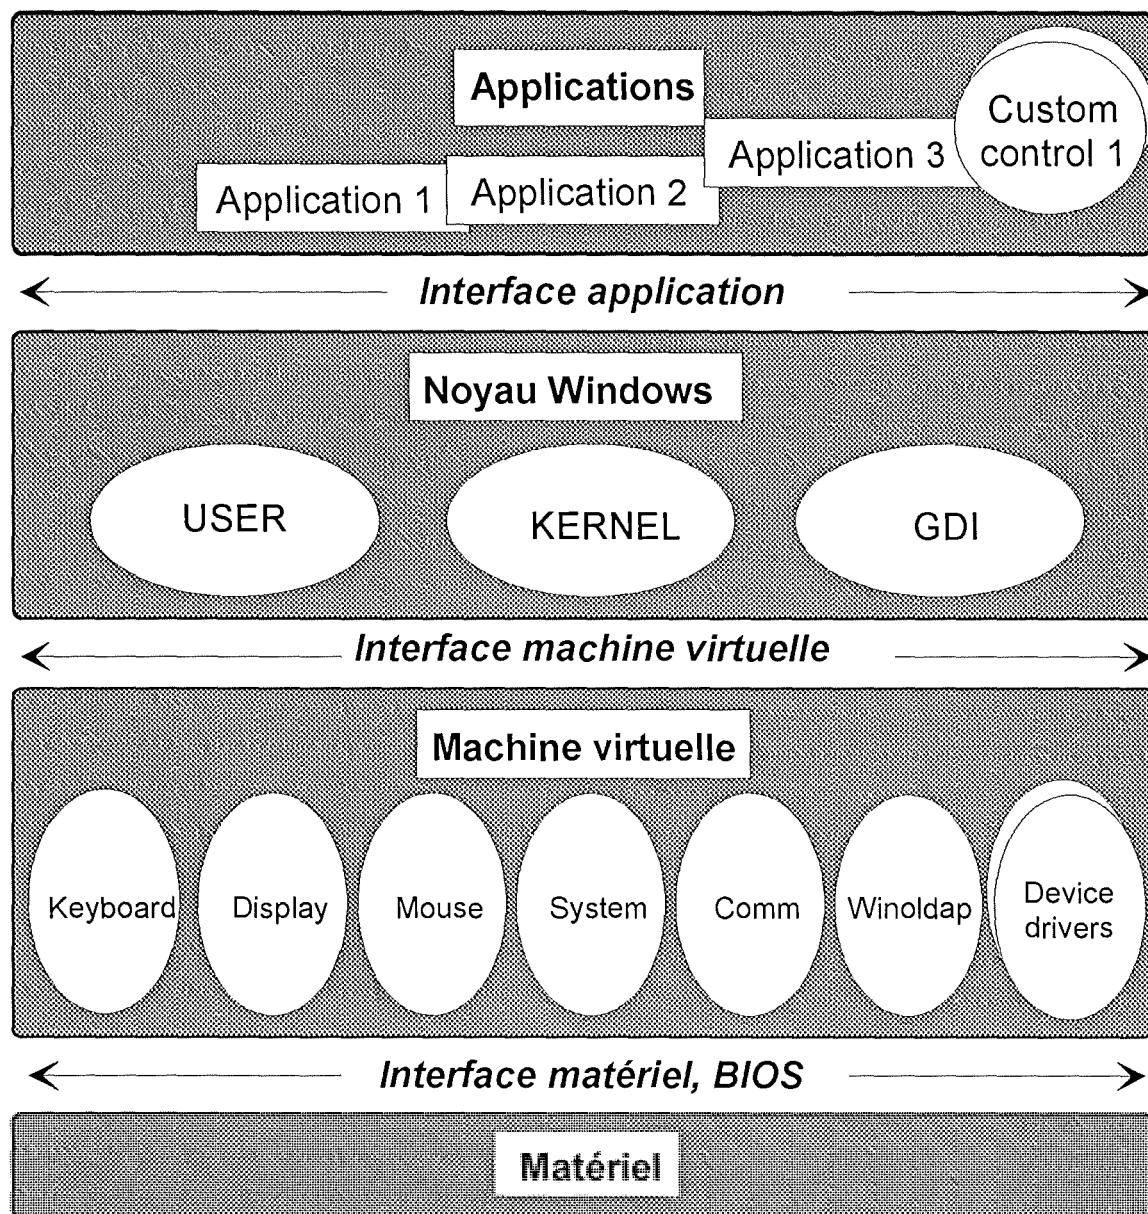 Applications
Custom
control 1
Application 3
Application 1
Application 2
Interface application
Noyau Windows
USER
KERNEL
GDI
Interface machine virtuelle
Machine virtuelle
Keyboard
Display
Mouse
System
Comm
Winoldap
Device
drivers
Interface matériel, BIOS
Matériel